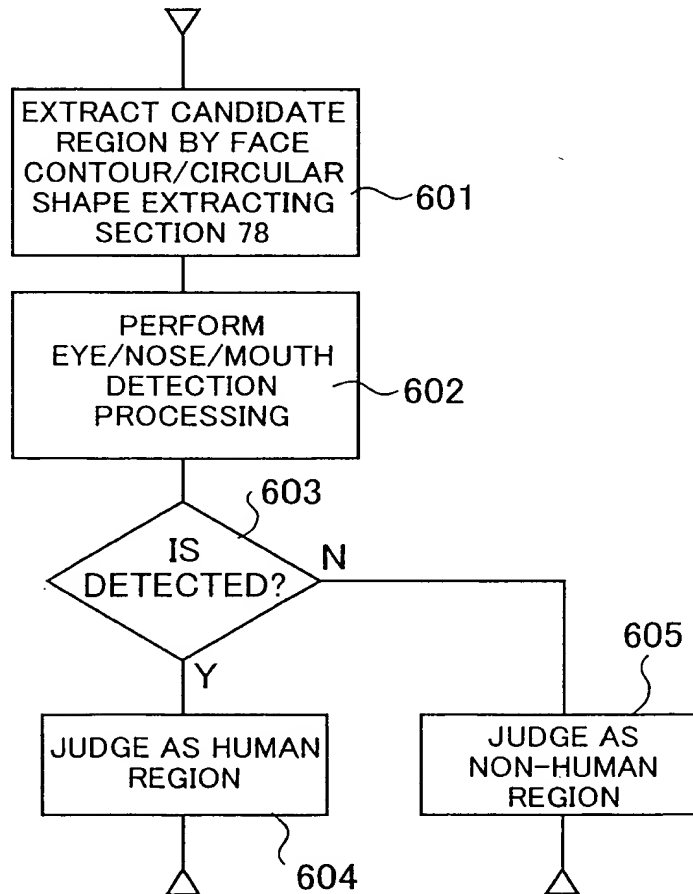 EXTRACT CANDIDATE
REGION BY FACE
CONTOUR/CIRCULAR
SHAPE EXTRACTING
SECTION 78
601
PERFORM
EYE/NOSE/MOUTH
DETECTION
PROCESSING
602
603
IS
DETECTED?
N
Y
605
JUDGE AS HUMAN
REGION
604
JUDGE AS
NON-HUMAN
REGION